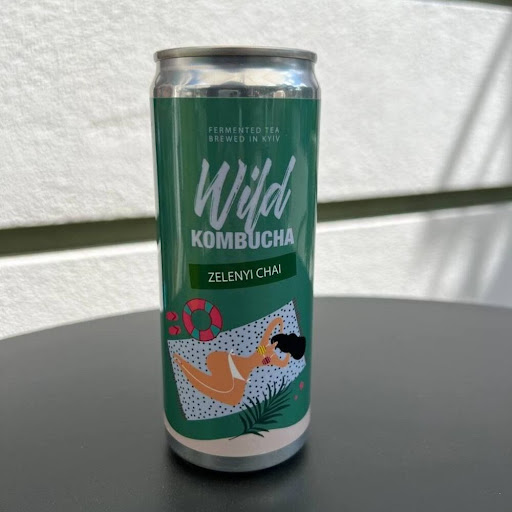 FERMENTED TEA
BREWED IN KYIV
Wild
KOMBUCHA
ZELENYI CHAI